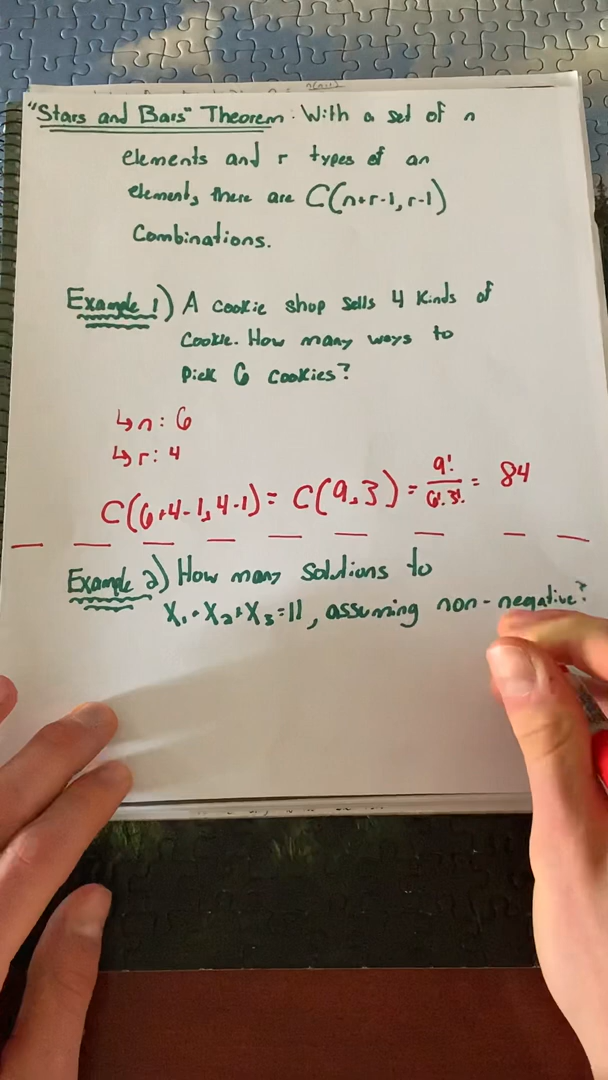 "Stars and Bars" Theorem: With a set of n
elements and r types of an
element, there are C(n+r-1, r-1)
Combinations.
Example 1) A cookie shop sells 4 kinds of
cookie. How many ways to
pick 6 cookies?
↳ n: 6
↳ r: 4
C(6+4-1, 4-1) = C(9,3) = 9!/6!·3! = 84
Example 2) How many solutions to
X₁+X₂+X₃=11, assuming non-negative?